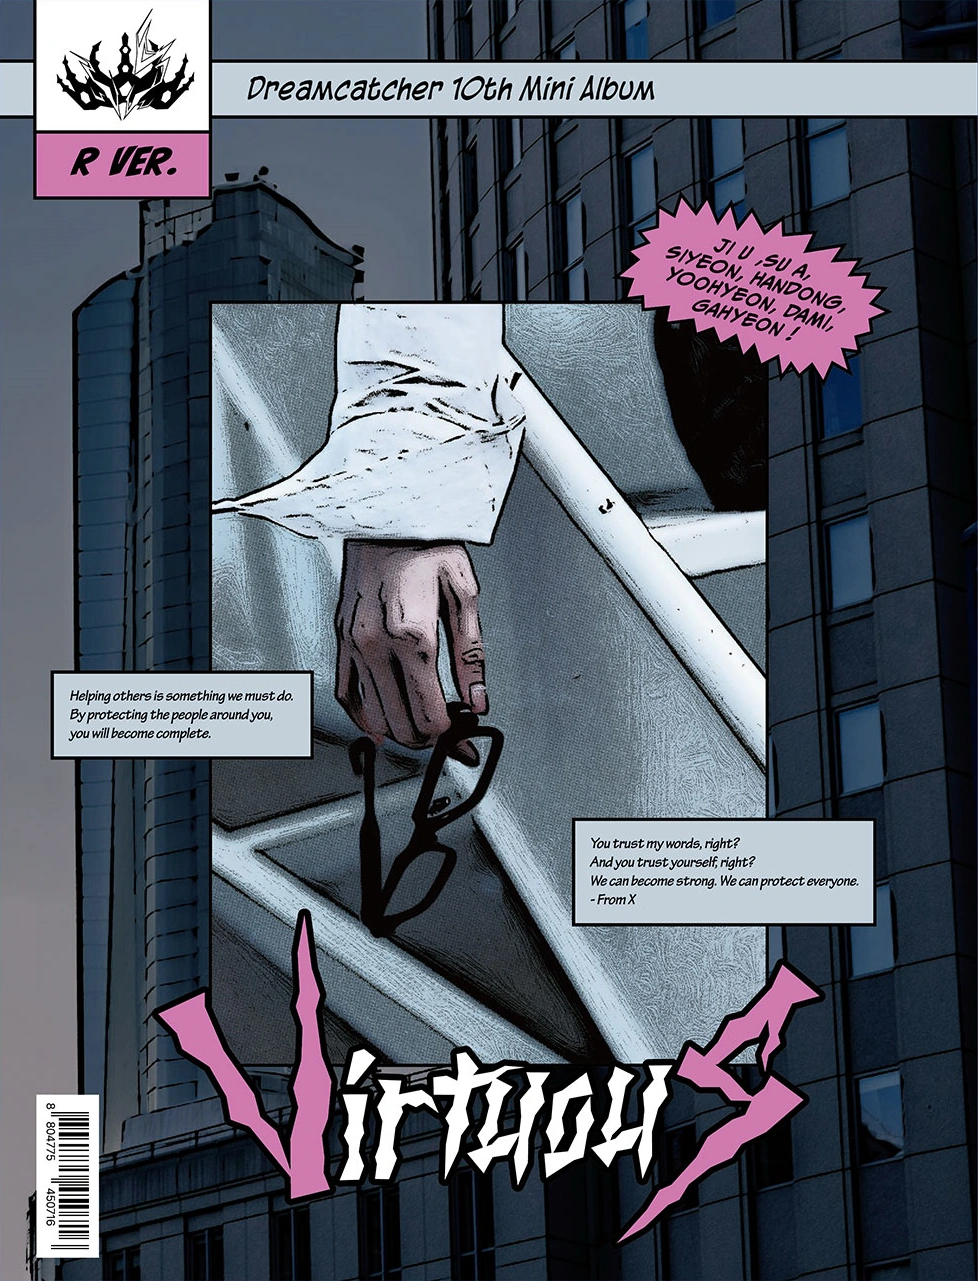 Dreamcatcher 10th Mini Album
R VER.
JI U ,SU A,
SIYEON, HANDONG,
YOOHYEON, DAMI,
GAHYEON !
Helping others is something we must do.
By protecting the people around you,
you will become complete.
You trust my words, right?
And you trust yourself, right?
We can become strong. We can protect everyone.
- From X
VirtuouS
8 804775 450716